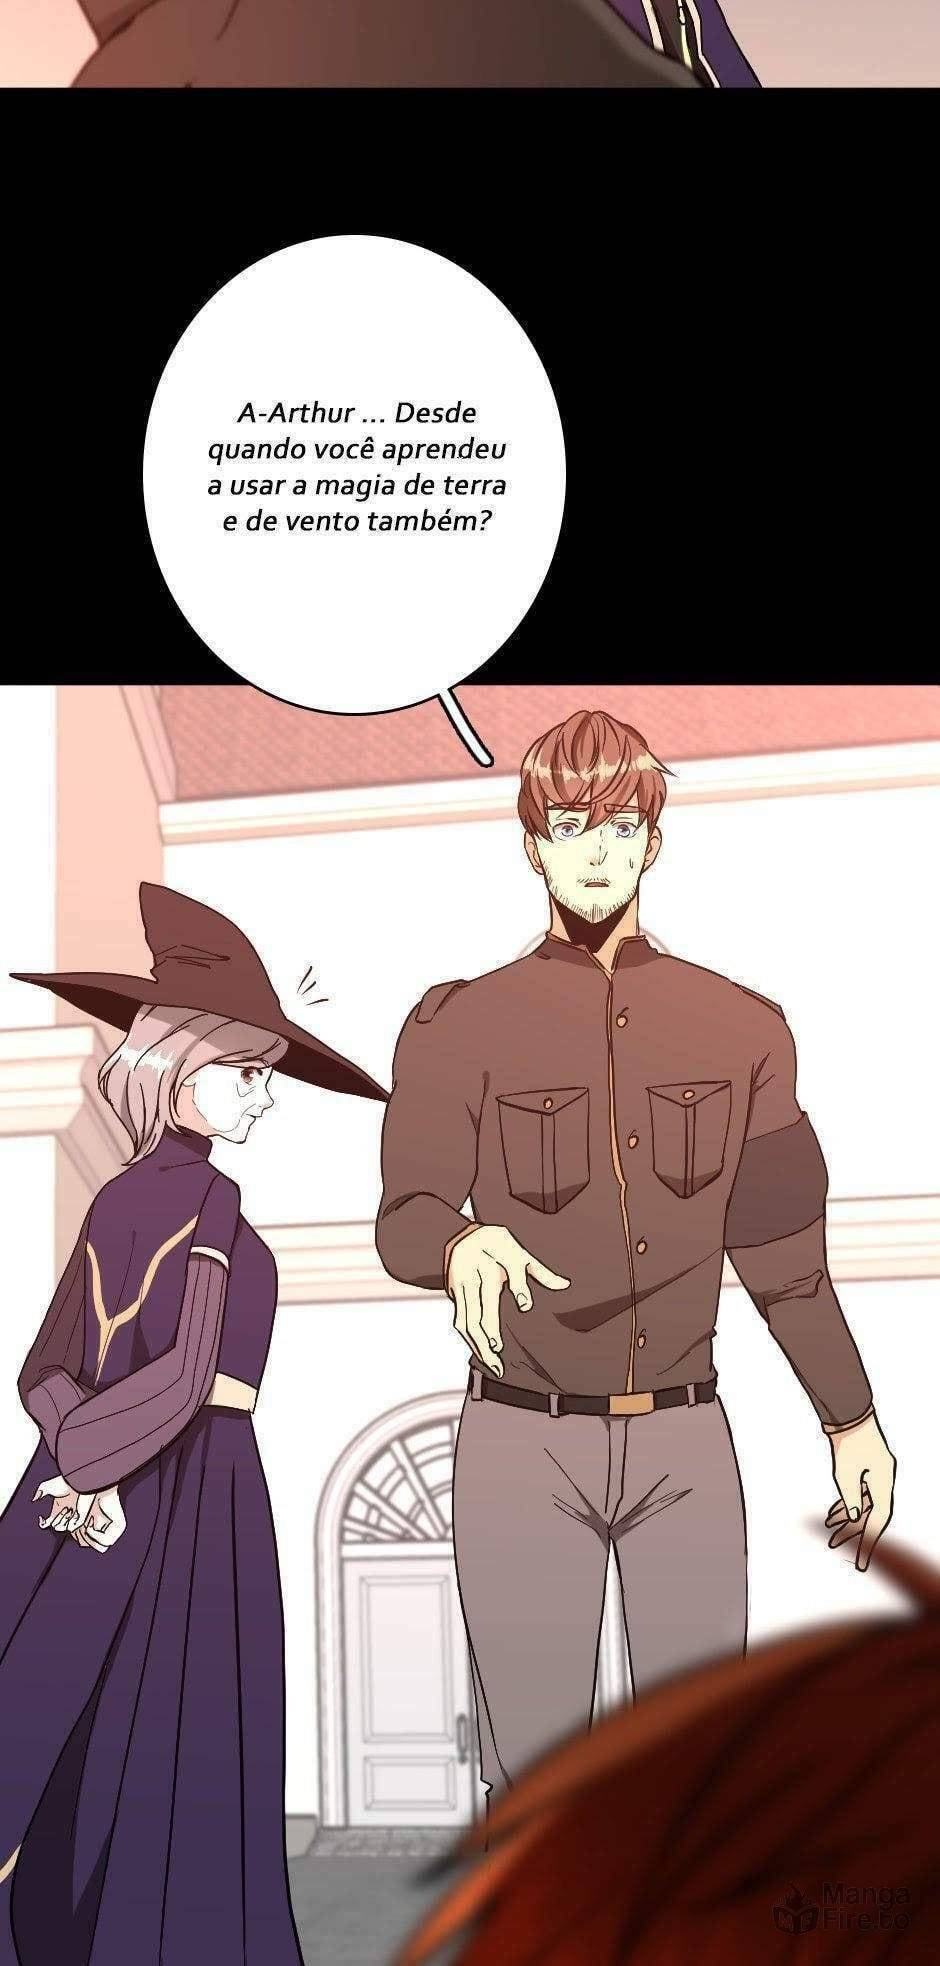 A-Arthur ... Desde
quando você aprendeu
a usar a magia de terra
e de vento também?
Manga
Fire.to